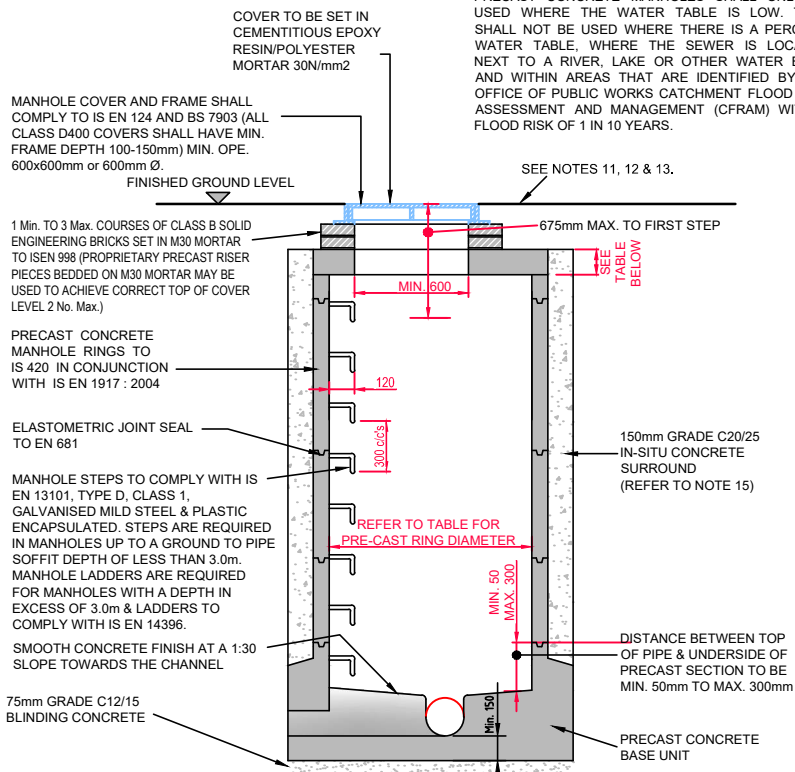 COVER TO BE SET IN
CEMENTITIOUS EPOXY
RESIN/POLYESTER
MORTAR 30N/mm2
PRECAST CONCRETE MANHOLES SHALL
USED WHERE THE WATER TABLE IS LOW. T
SHALL NOT BE USED WHERE THERE IS A PERC
WATER TABLE, WHERE THE SEWER IS LOCA
NEXT TO A RIVER, LAKE OR OTHER WATER B
AND WITHIN AREAS THAT ARE IDENTIFIED BY
OFFICE OF PUBLIC WORKS CATCHMENT FLOOD
ASSESSMENT AND MANAGEMENT (CFRAM) WI
FLOOD RISK OF 1 IN 10 YEARS.
MANHOLE COVER AND FRAME SHALL
COMPLY TO IS EN 124 AND BS 7903 (ALL
CLASS D400 COVERS SHALL HAVE MIN.
FRAME DEPTH 100-150mm) MIN. OPE.
600x600mm or 600mm Ø.
FINISHED GROUND LEVEL
SEE NOTES 11, 12 & 13.
1 Min. TO 3 Max. COURSES OF CLASS B SOLID
ENGINEERING BRICKS SET IN M30 MORTAR
TO ISEN 998 (PROPRIETARY PRECAST RISER
PIECES BEDDED ON M30 MORTAR MAY BE
USED TO ACHIEVE CORRECT TOP OF COVER
LEVEL 2 No. Max.)
675mm MAX. TO FIRST STEP
SEE
TABLE
BELOW
MIN. 600
PRECAST CONCRETE
MANHOLE RINGS TO
IS 420 IN CONJUNCTION
WITH IS EN 1917 : 2004
120
ELASTOMETRIC JOINT SEAL
TO EN 681
300 c/c's
150mm GRADE C20/25
IN-SITU CONCRETE
SURROUND
(REFER TO NOTE 15)
MANHOLE STEPS TO COMPLY WITH IS
EN 13101, TYPE D, CLASS 1,
GALVANISED MILD STEEL & PLASTIC
ENCAPSULATED. STEPS ARE REQUIRED
IN MANHOLES UP TO A GROUND TO PIPE
SOFFIT DEPTH OF LESS THAN 3.0m.
MANHOLE LADDERS ARE REQUIRED
FOR MANHOLES WITH A DEPTH IN
EXCESS OF 3.0m & LADDERS TO
COMPLY WITH IS EN 14396.
REFER TO TABLE FOR
PRE-CAST RING DIAMETER
MIN. 50
MAX. 300
SMOOTH CONCRETE FINISH AT A 1:30
SLOPE TOWARDS THE CHANNEL
DISTANCE BETWEEN TOP
OF PIPE & UNDERSIDE OF
PRECAST SECTION TO BE
MIN. 50mm TO MAX. 300mm
75mm GRADE C12/15
BLINDING CONCRETE
Min. 150
PRECAST CONCRETE
BASE UNIT